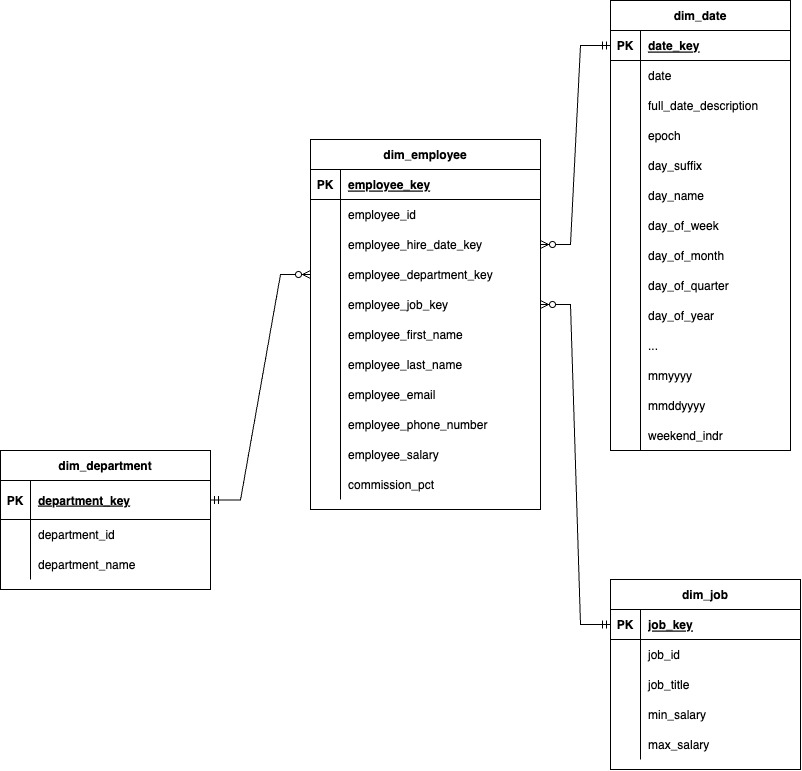 dim_date
PK date_key
date
full_date_description
epoch
day_suffix
day_name
day_of_week
day_of_month
day_of_quarter
day_of_year
...
mmyyyy
mmddyyyy
weekend_indr
dim_employee
PK employee_key
employee_id
employee_hire_date_key
employee_department_key
employee_job_key
employee_first_name
employee_last_name
employee_email
employee_phone_number
employee_salary
commission_pct
dim_department
PK department_key
department_id
department_name
dim_job
PK job_key
job_id
job_title
min_salary
max_salary